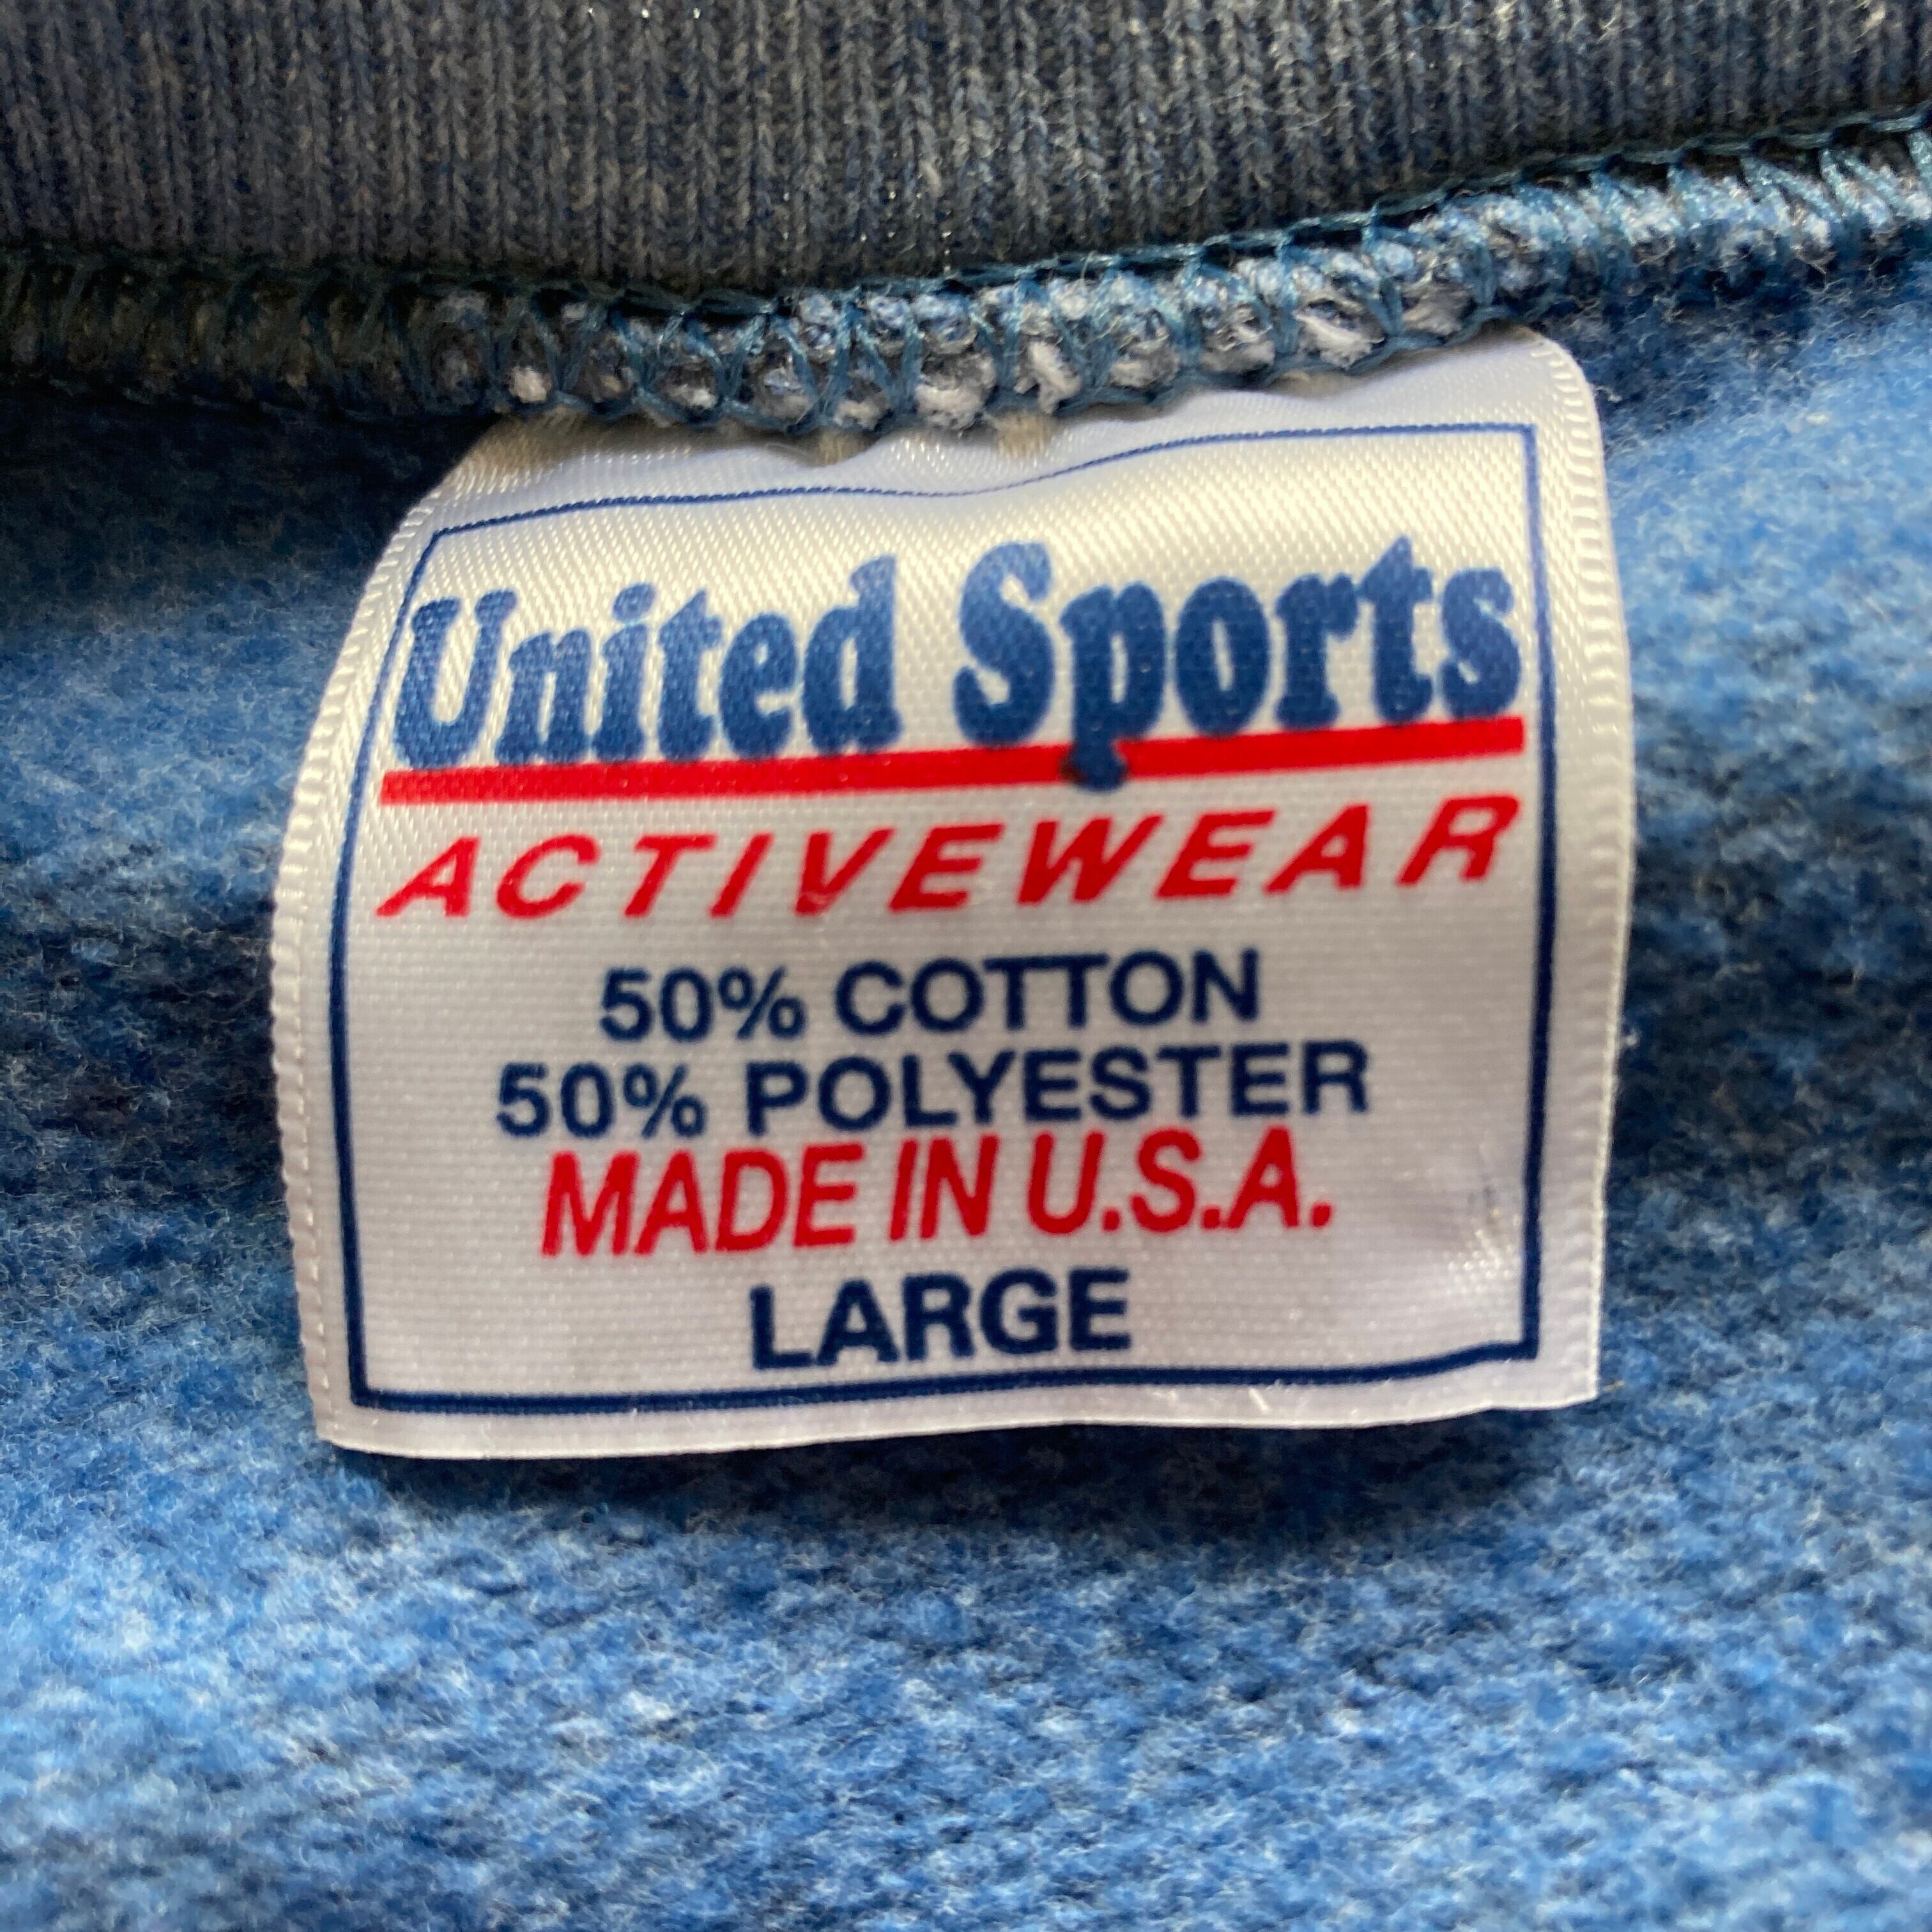 United Sports
ACTIVEWEAR
50% COTTON
50% POLYESTER
MADE IN U.S.A.
LARGE